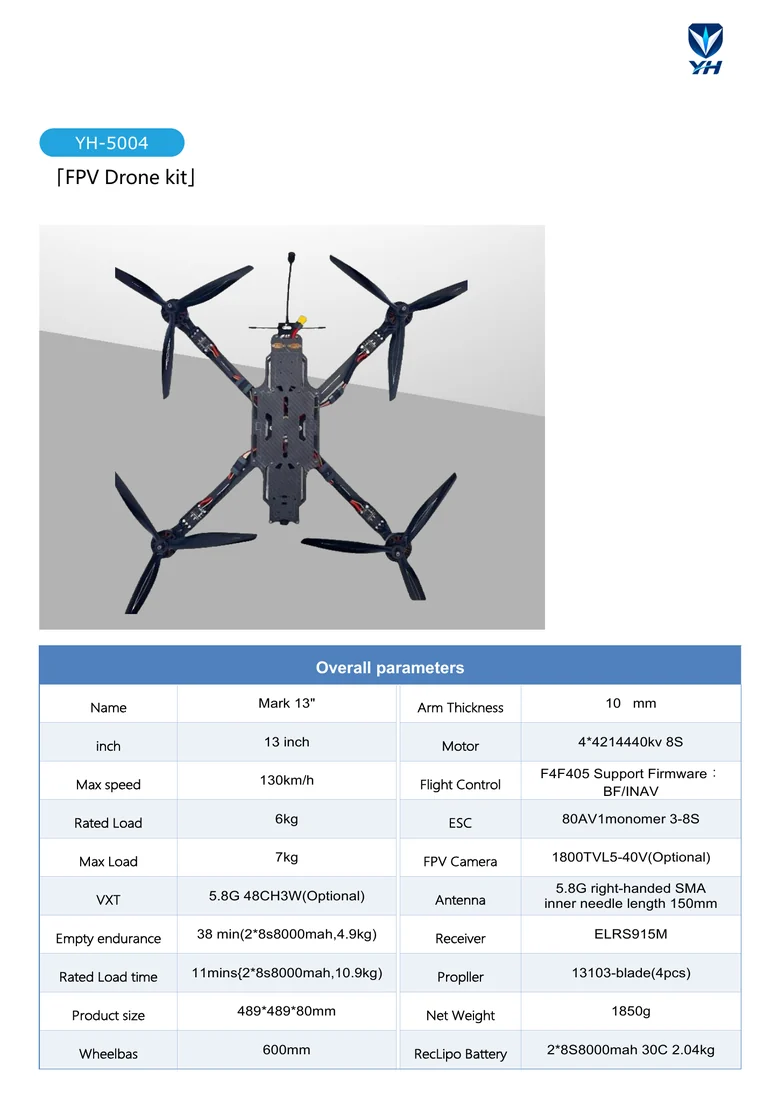 YH
YH-5004
「FPV Drone kit」
Overall parameters
Name Mark 13" Arm Thickness 10 mm
inch 13 inch Motor 4*4214440kv 8S
Max speed 130km/h Flight Control F4F405 Support Firmware：
BF/INAV
Rated Load 6kg ESC 80AV1monomer 3-8S
Max Load 7kg FPV Camera 1800TVL5-40V(Optional)
VXT 5.8G 48CH3W(Optional) Antenna 5.8G right-handed SMA
inner needle length 150mm
Empty endurance 38 min(2*8s8000mah,4.9kg) Receiver ELRS915M
Rated Load time 11mins{2*8s8000mah,10.9kg) Propller 13103-blade(4pcs)
Product size 489*489*80mm Net Weight 1850g
Wheelbas 600mm RecLipo Battery 2*8S8000mah 30C 2.04kg